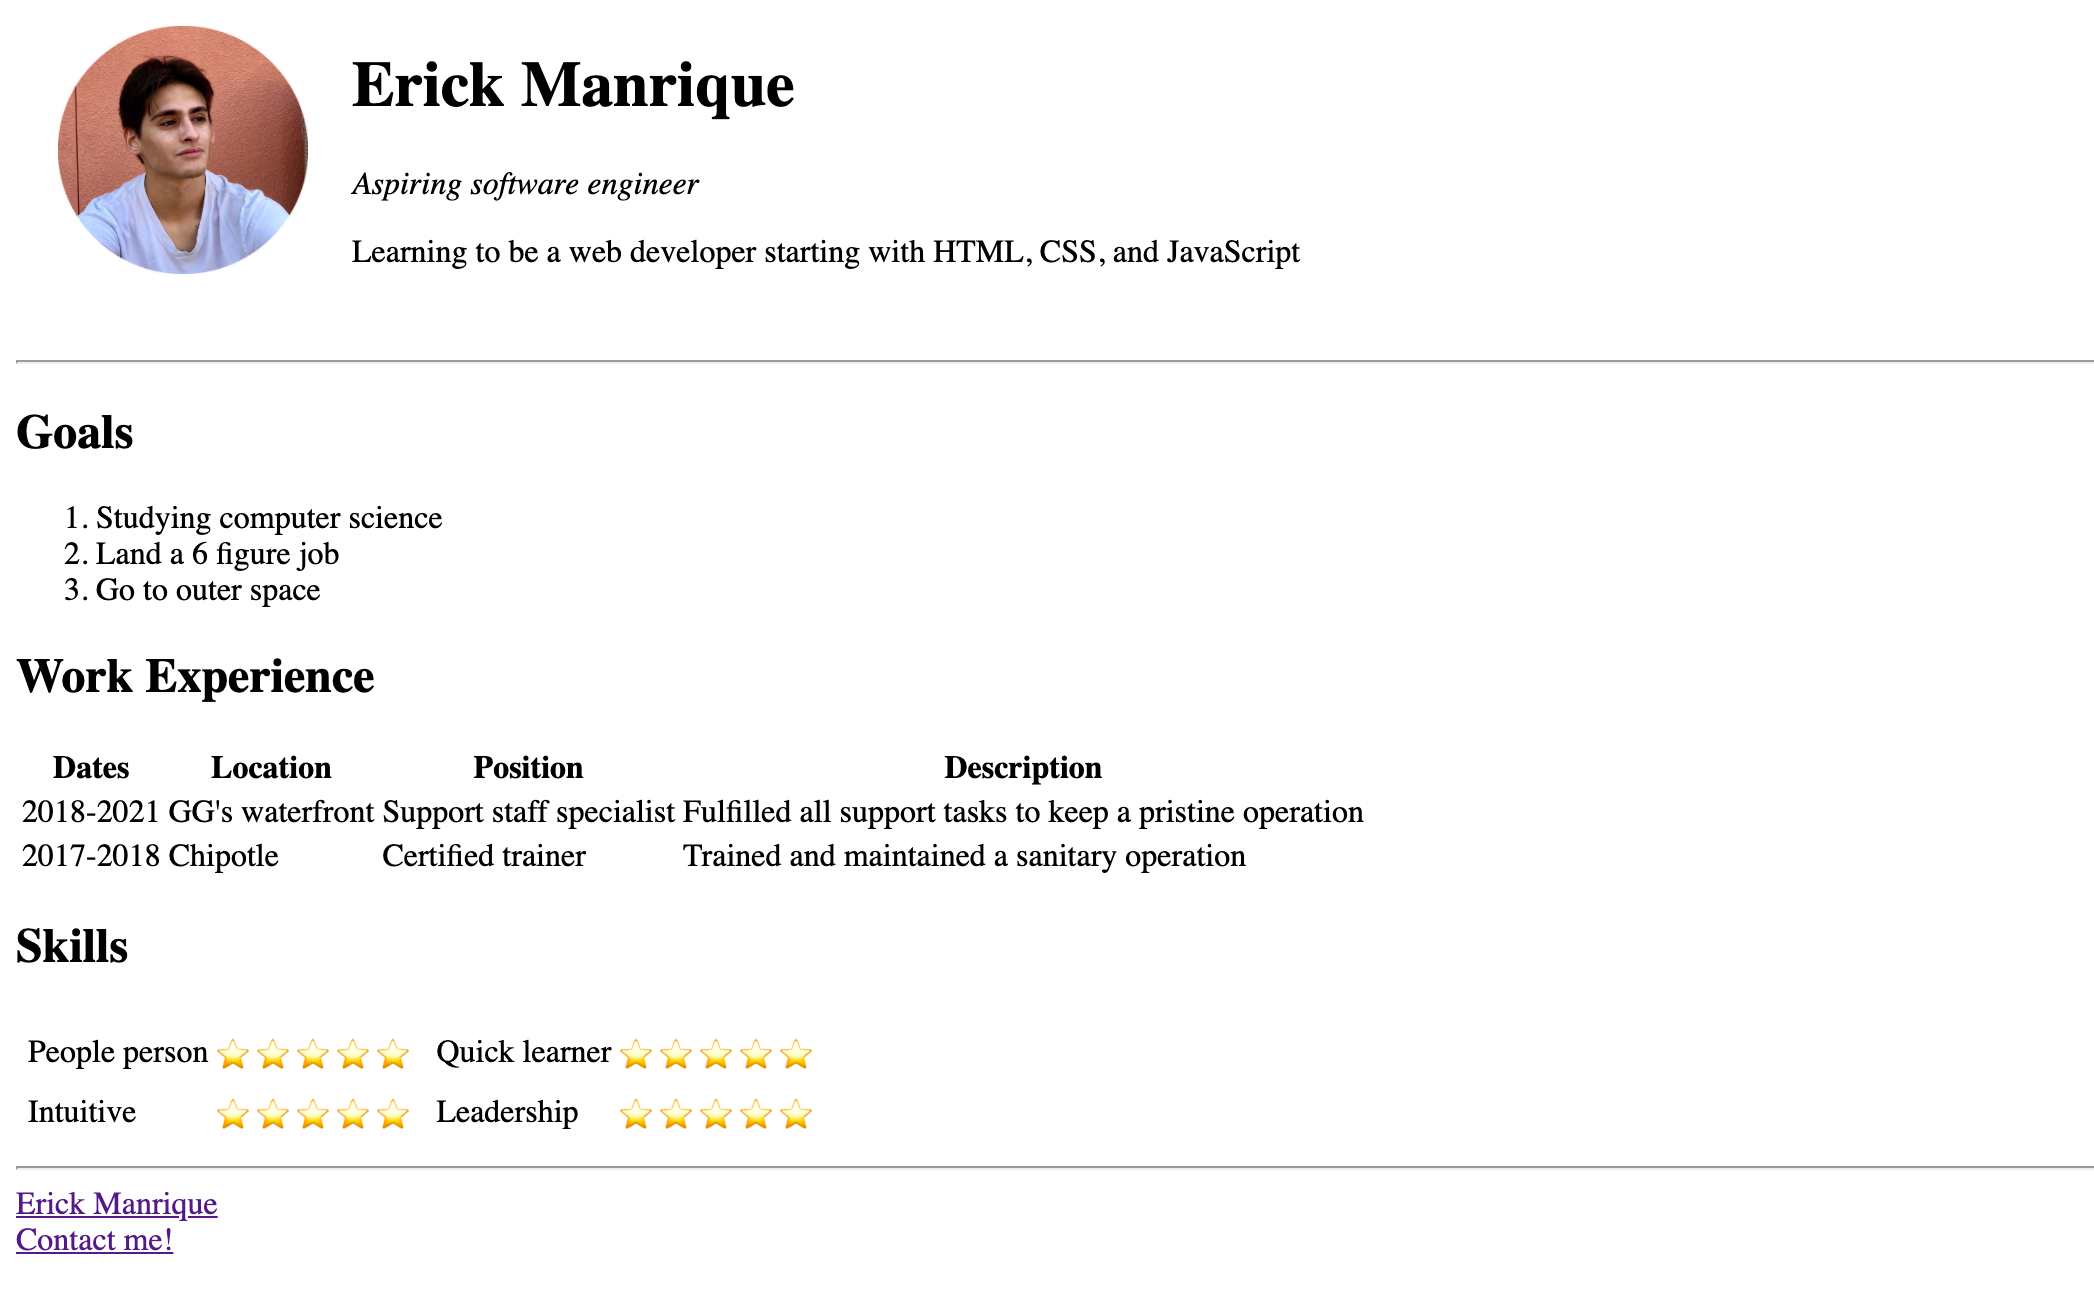 Erick Manrique
Aspiring software engineer
Learning to be a web developer starting with HTML, CSS, and JavaScript
Goals
1. Studying computer science
2. Land a 6 figure job
3. Go to outer space
Work Experience
Dates Location Position Description
2018-2021 GG's waterfront Support staff specialist Fulfilled all support tasks to keep a pristine operation
2017-2018 Chipotle Certified trainer Trained and maintained a sanitary operation
Skills
People person ⭐⭐⭐⭐⭐ Quick learner ⭐⭐⭐⭐⭐
Intuitive ⭐⭐⭐⭐⭐ Leadership ⭐⭐⭐⭐⭐
Erick Manrique
Contact me!